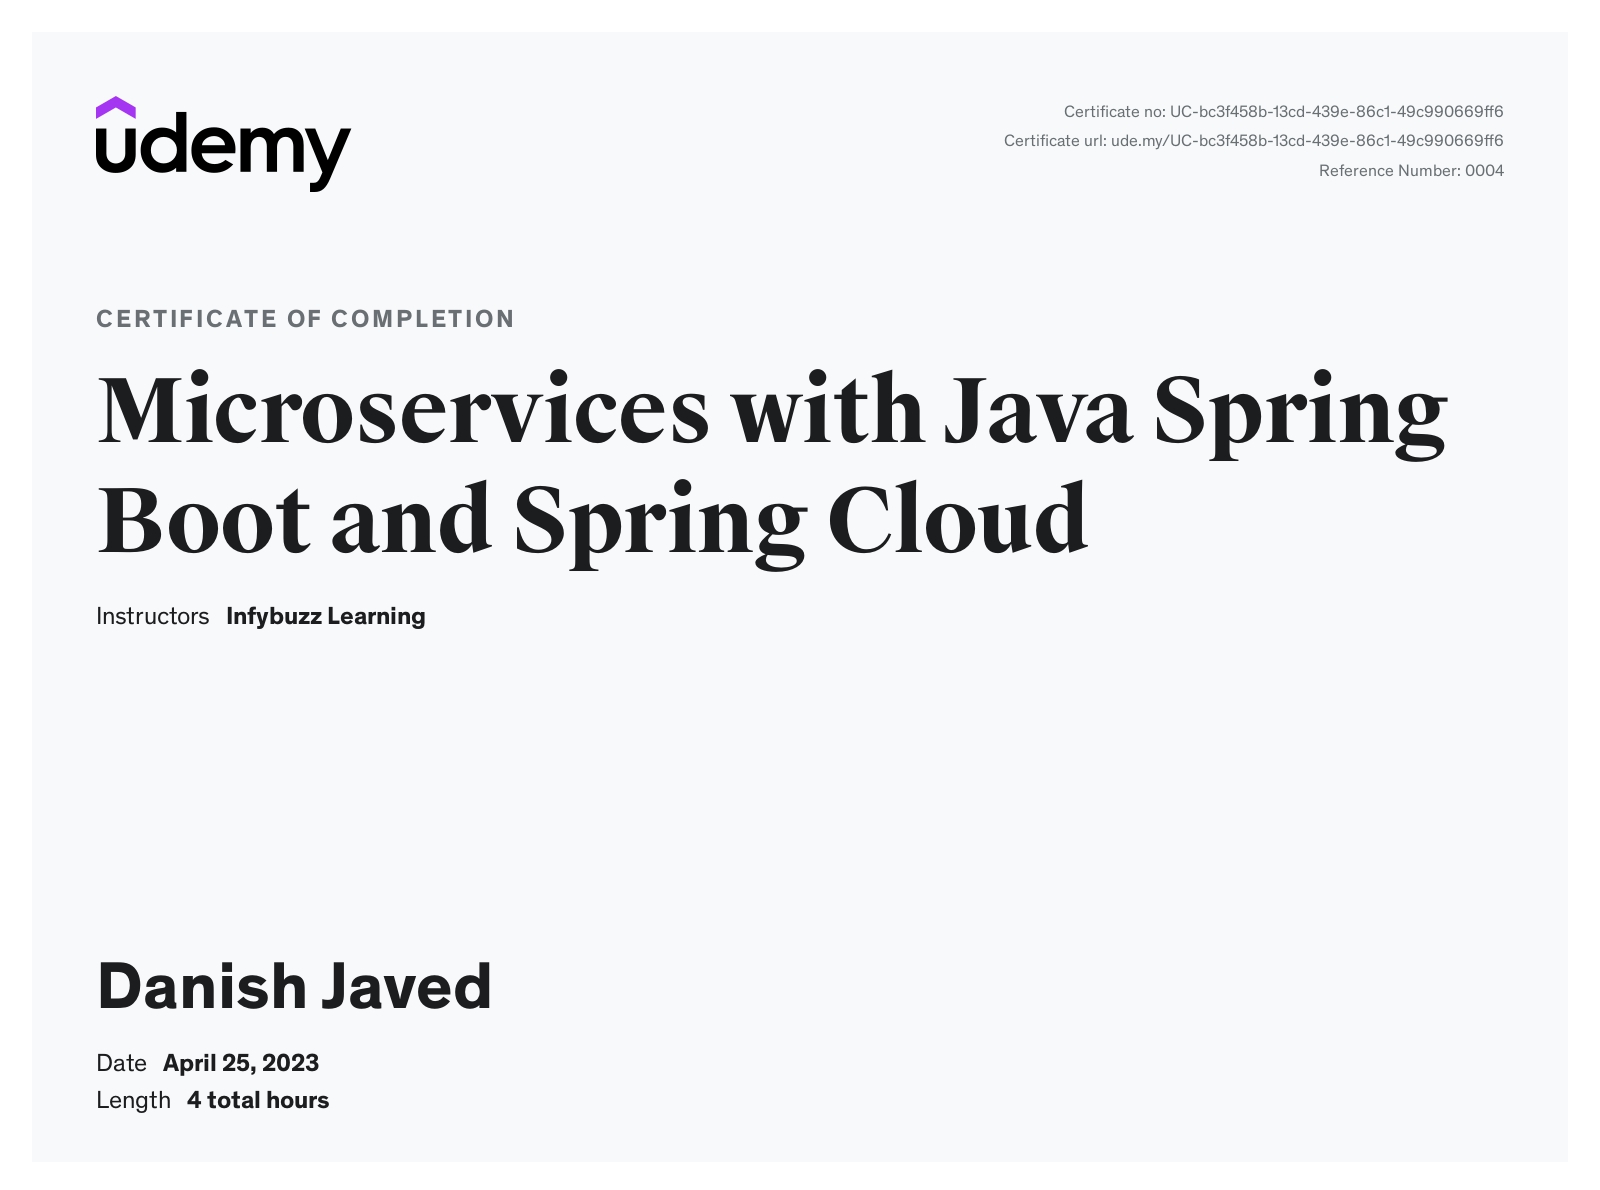 udemy
Certificate no: UC-bc3f458b-13cd-439e-86c1-49c990669ff6
Certificate url: ude.my/UC-bc3f458b-13cd-439e-86c1-49c990669ff6
Reference Number: 0004
CERTIFICATE OF COMPLETION
Microservices with Java Spring
Boot and Spring Cloud
Instructors Infybuzz Learning
Danish Javed
Date April 25, 2023
Length 4 total hours